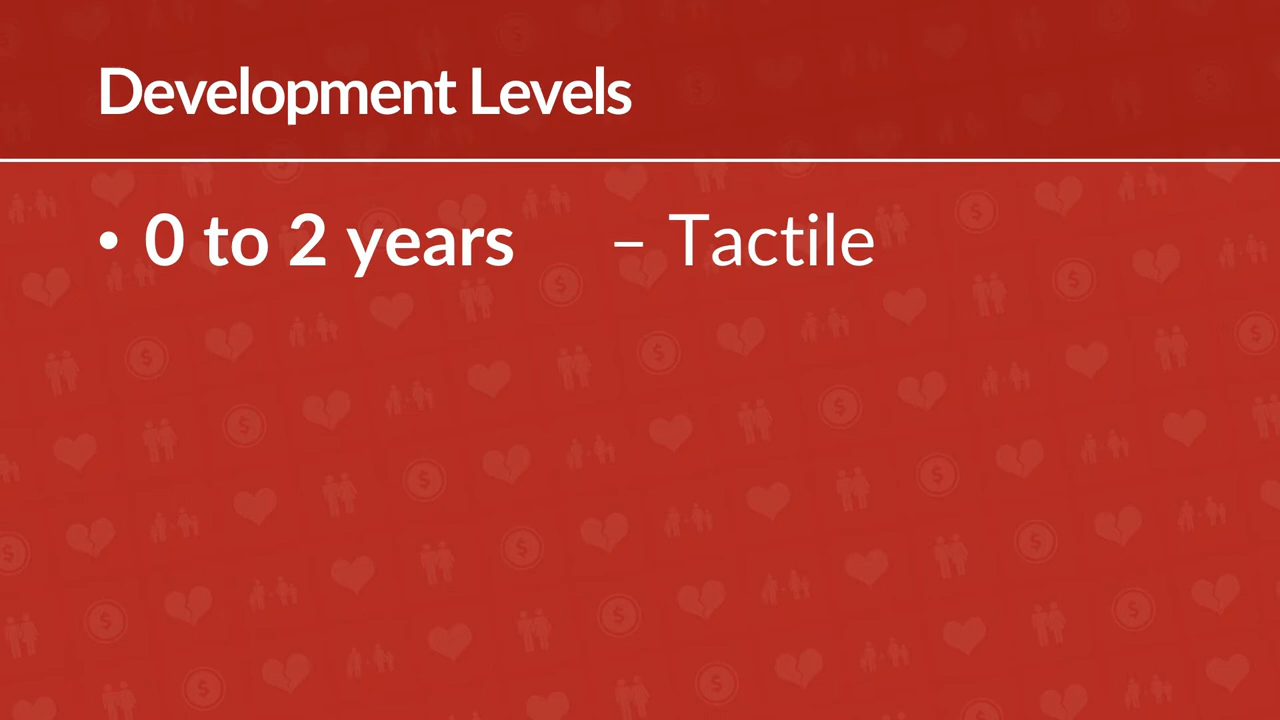 Development Levels
• 0 to 2 years – Tactile